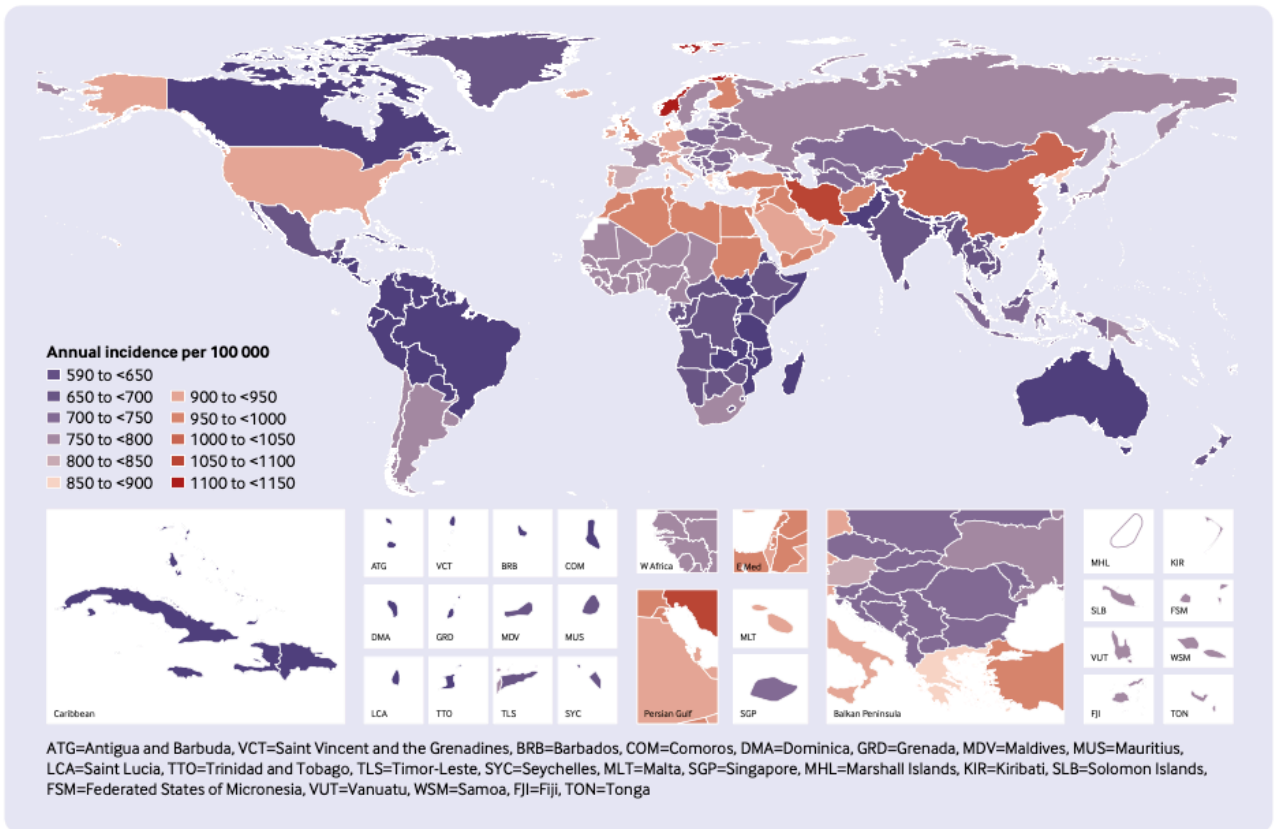 Annual incidence per 100 000
590 to <650
650 to <700
700 to <750
750 to <800
800 to <850
850 to <900
900 to <950
950 to <1000
1000 to <1050
1050 to <1100
1100 to <1150
Caribbean
ATG
VCT
BRB
COM
DMA
GRD
MDV
MUS
LCA
TTO
TLS
SYC
W Africa
E Med
Persian Gulf
MLT
SGP
Balkan Peninsula
MHL
KIR
SLB
FSM
VUT
WSM
FJI
TON
ATG=Antigua and Barbuda, VCT=Saint Vincent and the Grenadines, BRB=Barbados, COM=Comoros, DMA=Dominica, GRD=Grenada, MDV=Maldives, MUS=Mauritius,
LCA=Saint Lucia, TTO=Trinidad and Tobago, TLS=Timor-Leste, SYC=Seychelles, MLT=Malta, SGP=Singapore, MHL=Marshall Islands, KIR=Kiribati, SLB=Solomon Islands,
FSM=Federated States of Micronesia, VUT=Vanuatu, WSM=Samoa, FJI=Fiji, TON=Tonga